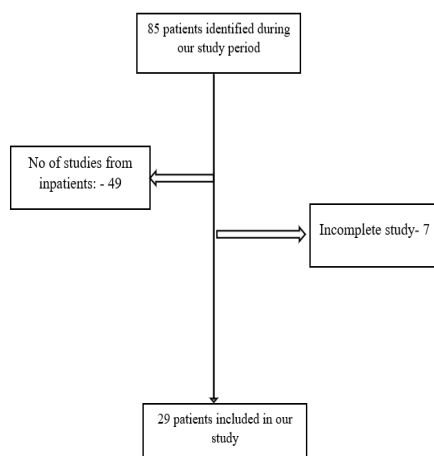 85 patients identified during
our study period
No of studies from
inpatients: - 49
Incomplete study- 7
29 patients included in our
study